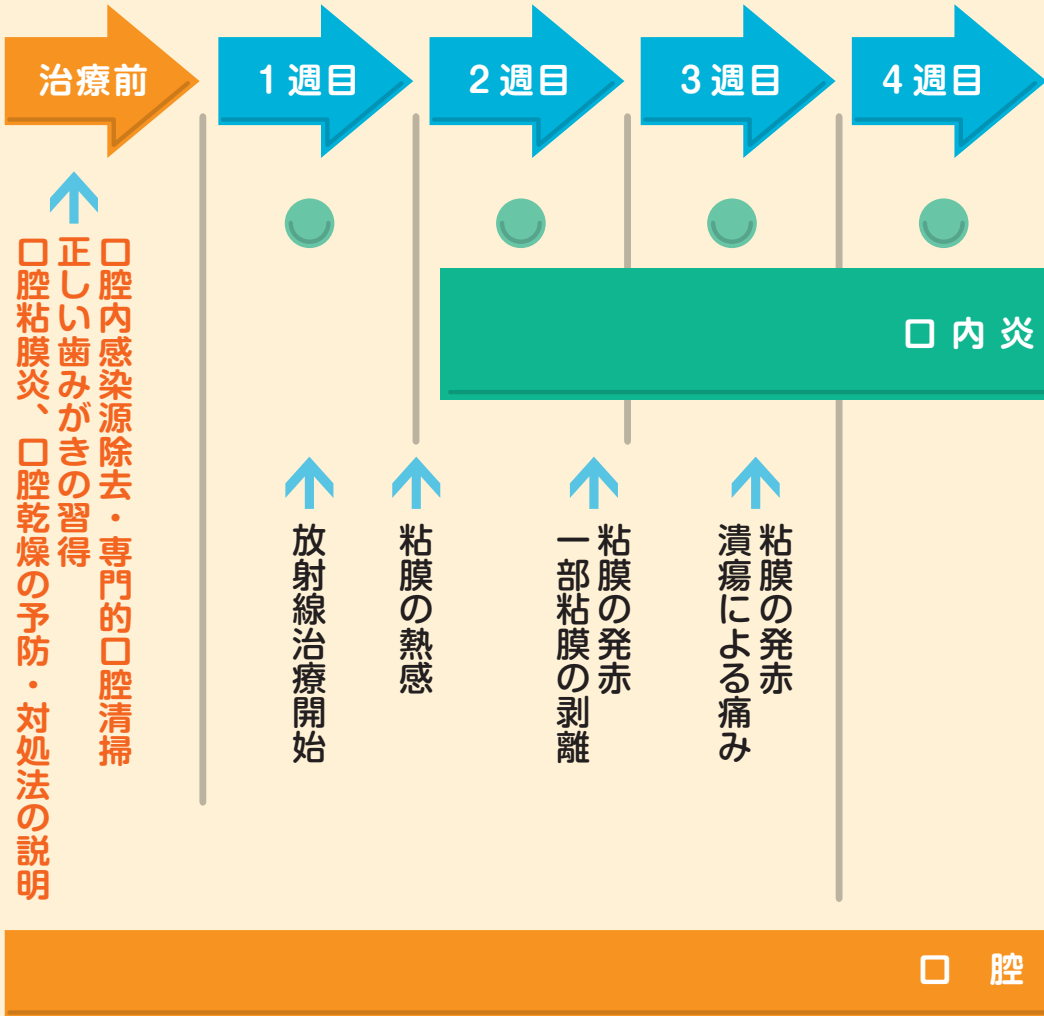 治療前
1週目
2週目
3週目
4週目
口腔内感染源除去・専門的口腔清掃
正しい歯みがきの習得
口腔粘膜炎、口腔乾燥の予防・対処法の説明
口内炎
放射線治療開始
粘膜の熱感
粘膜の発赤
一部粘膜の剥離
粘膜の発赤
潰瘍による痛み
口腔